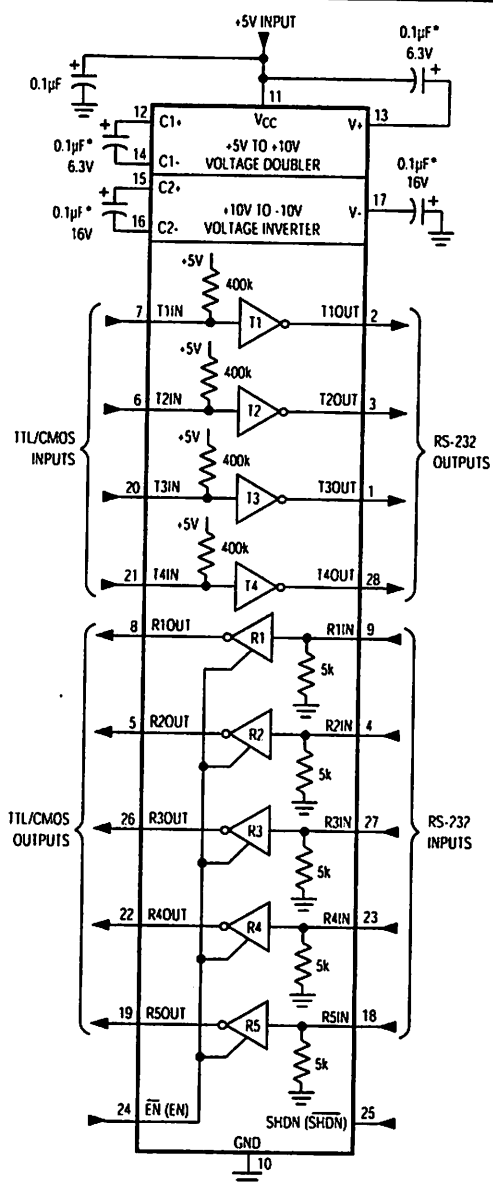 +5V INPUT
0.1µF
0.1µF*
6.3V
11
12
C1+
VCC
V+
13
0.1µF*
6.3V
14
C1-
+5V TO +10V
VOLTAGE DOUBLER
15
C2+
0.1µF*
16V
16
C2-
+10V TO -10V
VOLTAGE INVERTER
V-
17
0.1µF*
16V
+5V
400k
7
T1IN
T1
T1OUT
2
+5V
400k
6
T2IN
T2
T2OUT
3
TTL/CMOS
INPUTS
RS-232
OUTPUTS
+5V
400k
20
T3IN
T3
T3OUT
1
+5V
400k
21
T4IN
T4
T4OUT
28
8
R1OUT
R1
R1IN
9
5k
5
R2OUT
R2
R2IN
4
5k
TTL/CMOS
OUTPUTS
RS-232
INPUTS
26
R3OUT
R3
R3IN
27
5k
22
R4OUT
R4
R4IN
23
5k
19
R5OUT
R5
R5IN
18
5k
24
E̅N̅ (EN)
SHDN (S̅H̅D̅N̅)
25
GND
10